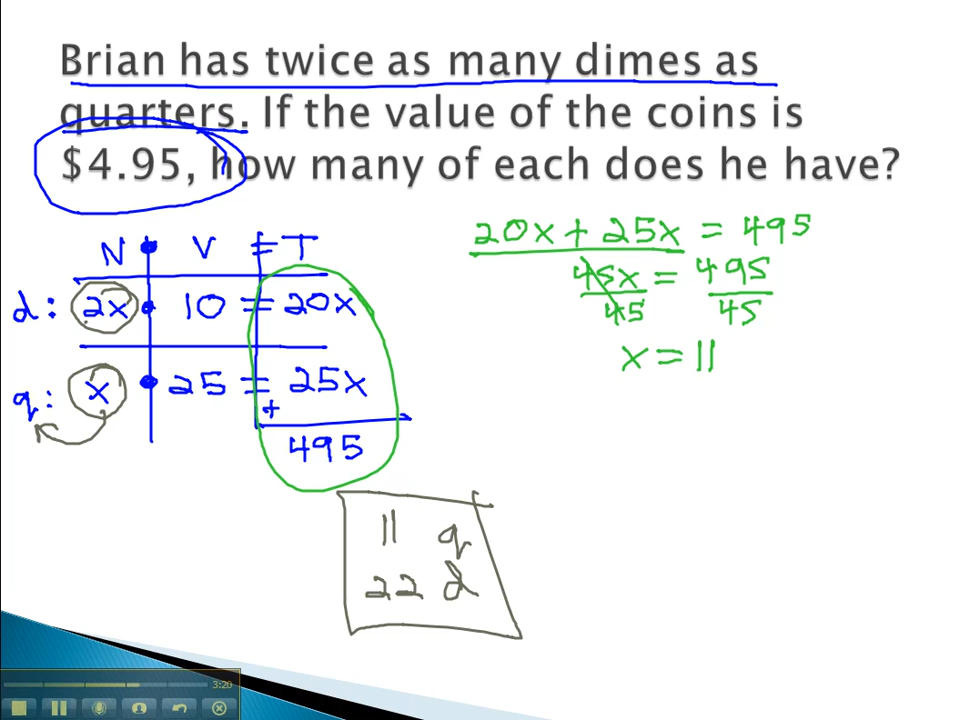 Brian has twice as many dimes as
quarters. If the value of the coins is
$4.95, how many of each does he have?
N • V = T
d: 2x • 10 = 20x
q: x • 25 = 25x
+
495
20x + 25x = 495
45x = 495
45 45
x = 11
11 q
22 d
3:20